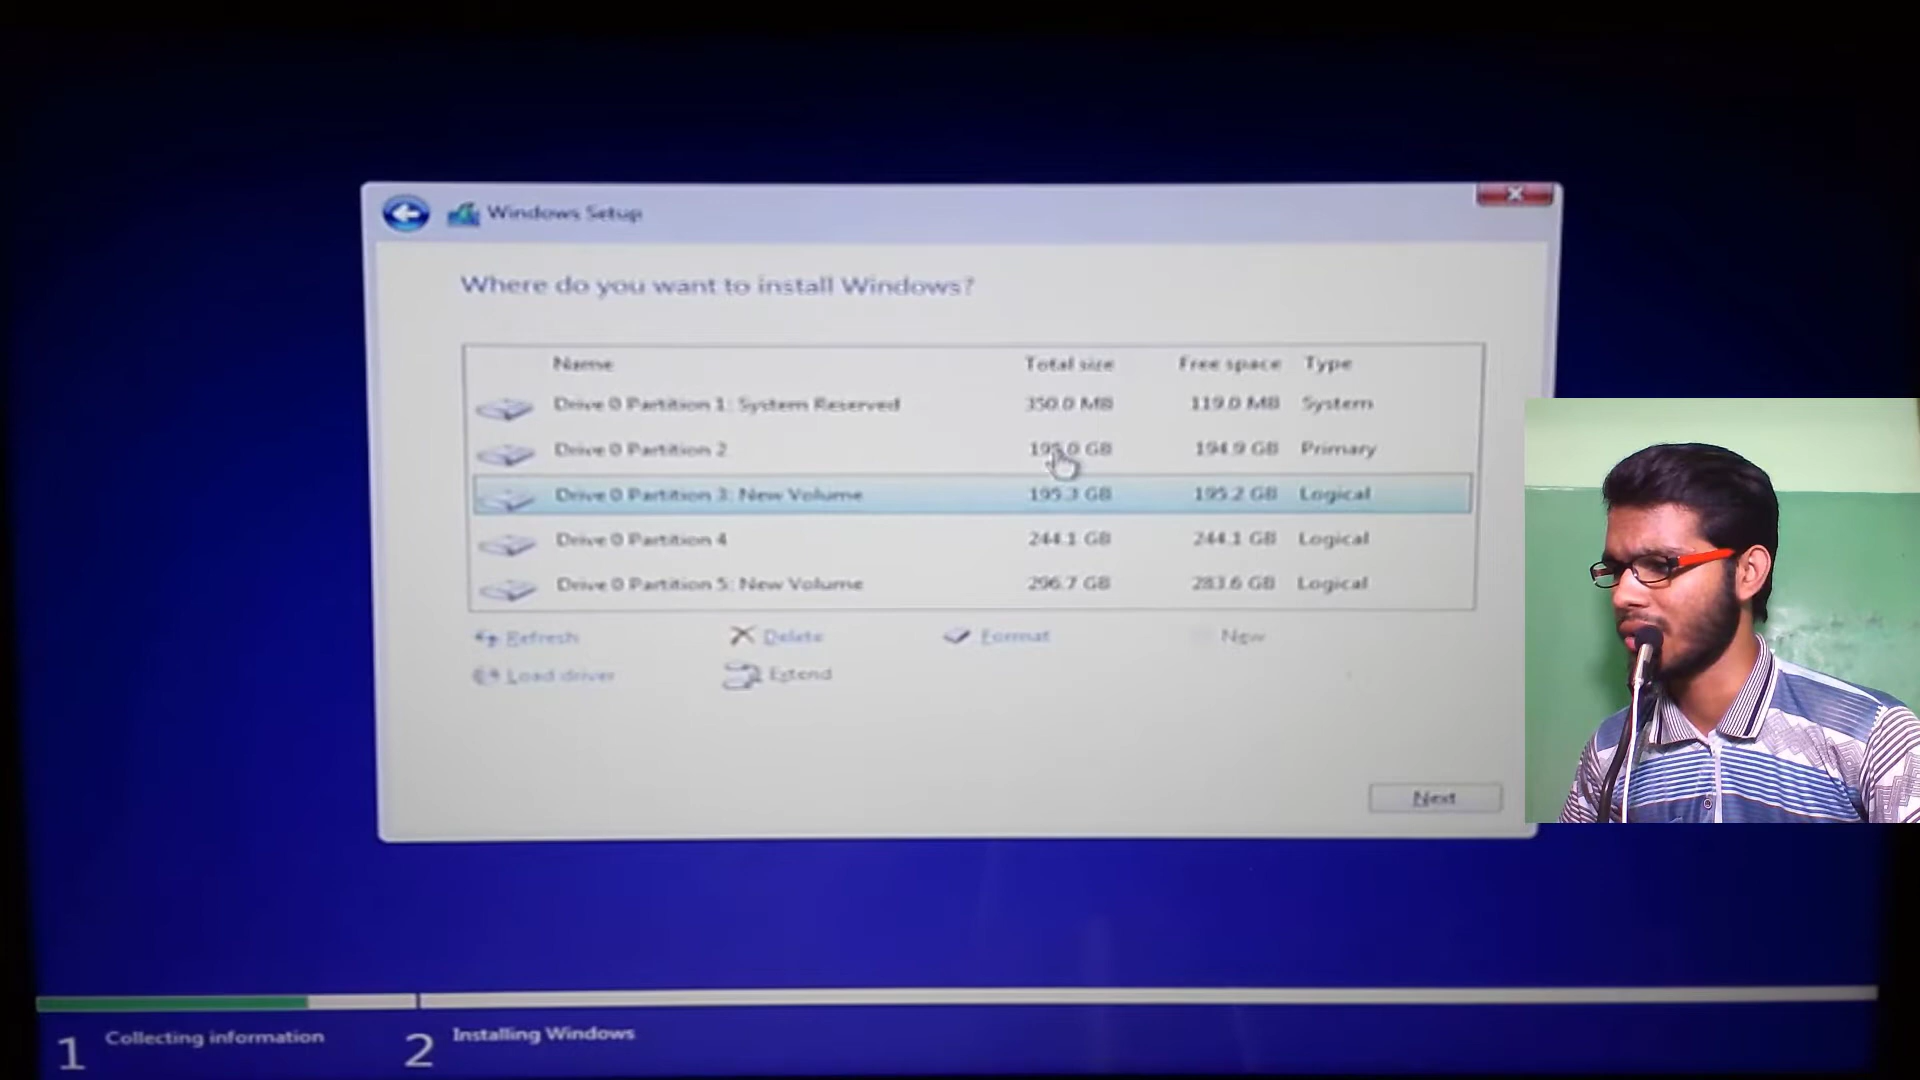 Windows Setup
Where do you want to install Windows?
Name Total size Free space Type
Drive 0 Partition 1: System Reserved 350.0 MB 119.0 MB System
Drive 0 Partition 2 GB 194.9 GB Primary
Drive 0 Partition 3: New Volume 195.3 GB 195.2 GB Logical
Drive 0 Partition 4 244.1 GB 244.1 GB Logical
Drive 0 Partition 5: New Volume 296.7 GB 283.6 GB Logical
Refresh Delete Format New
Load driver Extend
Next
1 Collecting information 2 Installing Windows